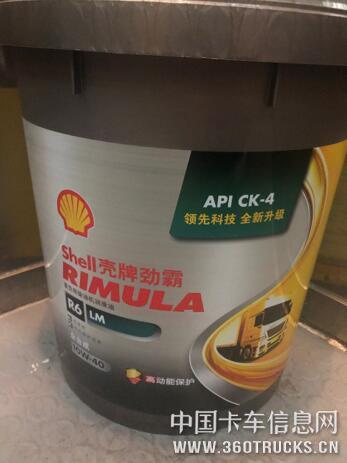 API CK-4
领先科技 全新升级
Shell壳牌劲霸
RIMULA
R6 LM
10W-40
高动能保护
中国卡车信息网
WWW.360TRUCKS.CN